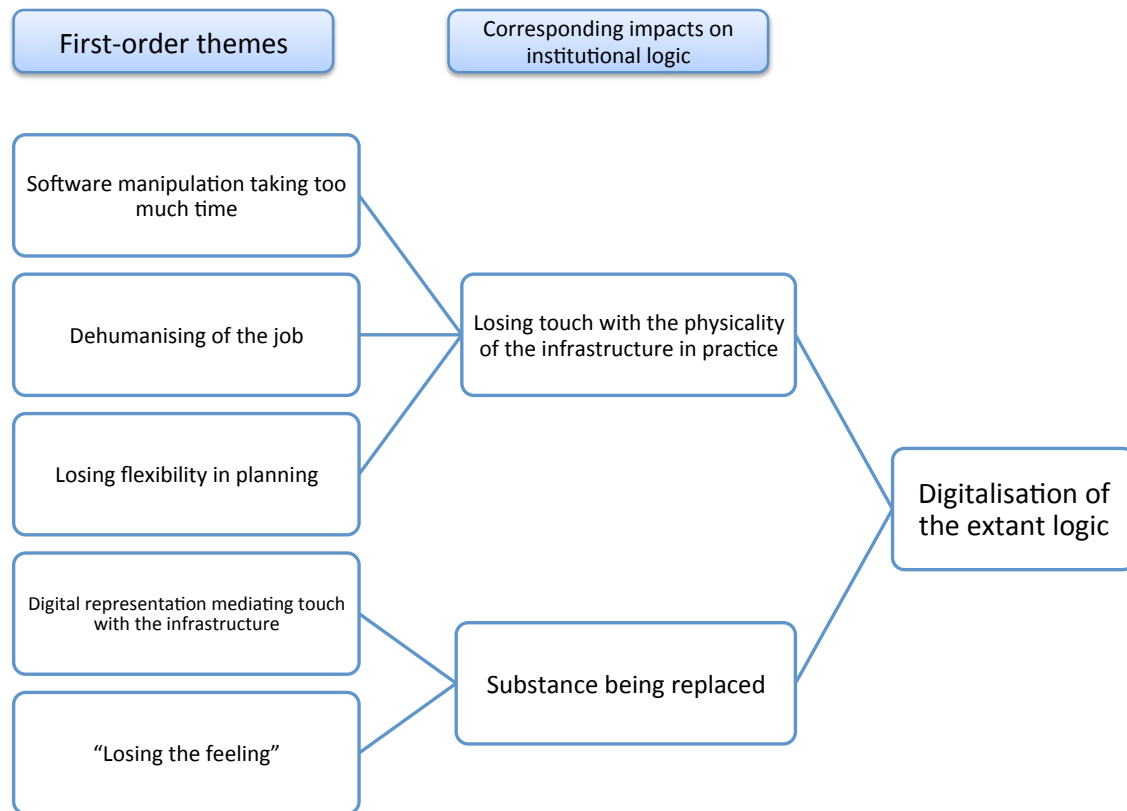 First-order themes
Corresponding impacts on
institutional logic
Software manipulation taking too
much time
Dehumanising of the job
Losing flexibility in planning
Digital representation mediating touch
with the infrastructure
“Losing the feeling”
Losing touch with the physicality
of the infrastructure in practice
Substance being replaced
Digitalisation of
the extant logic